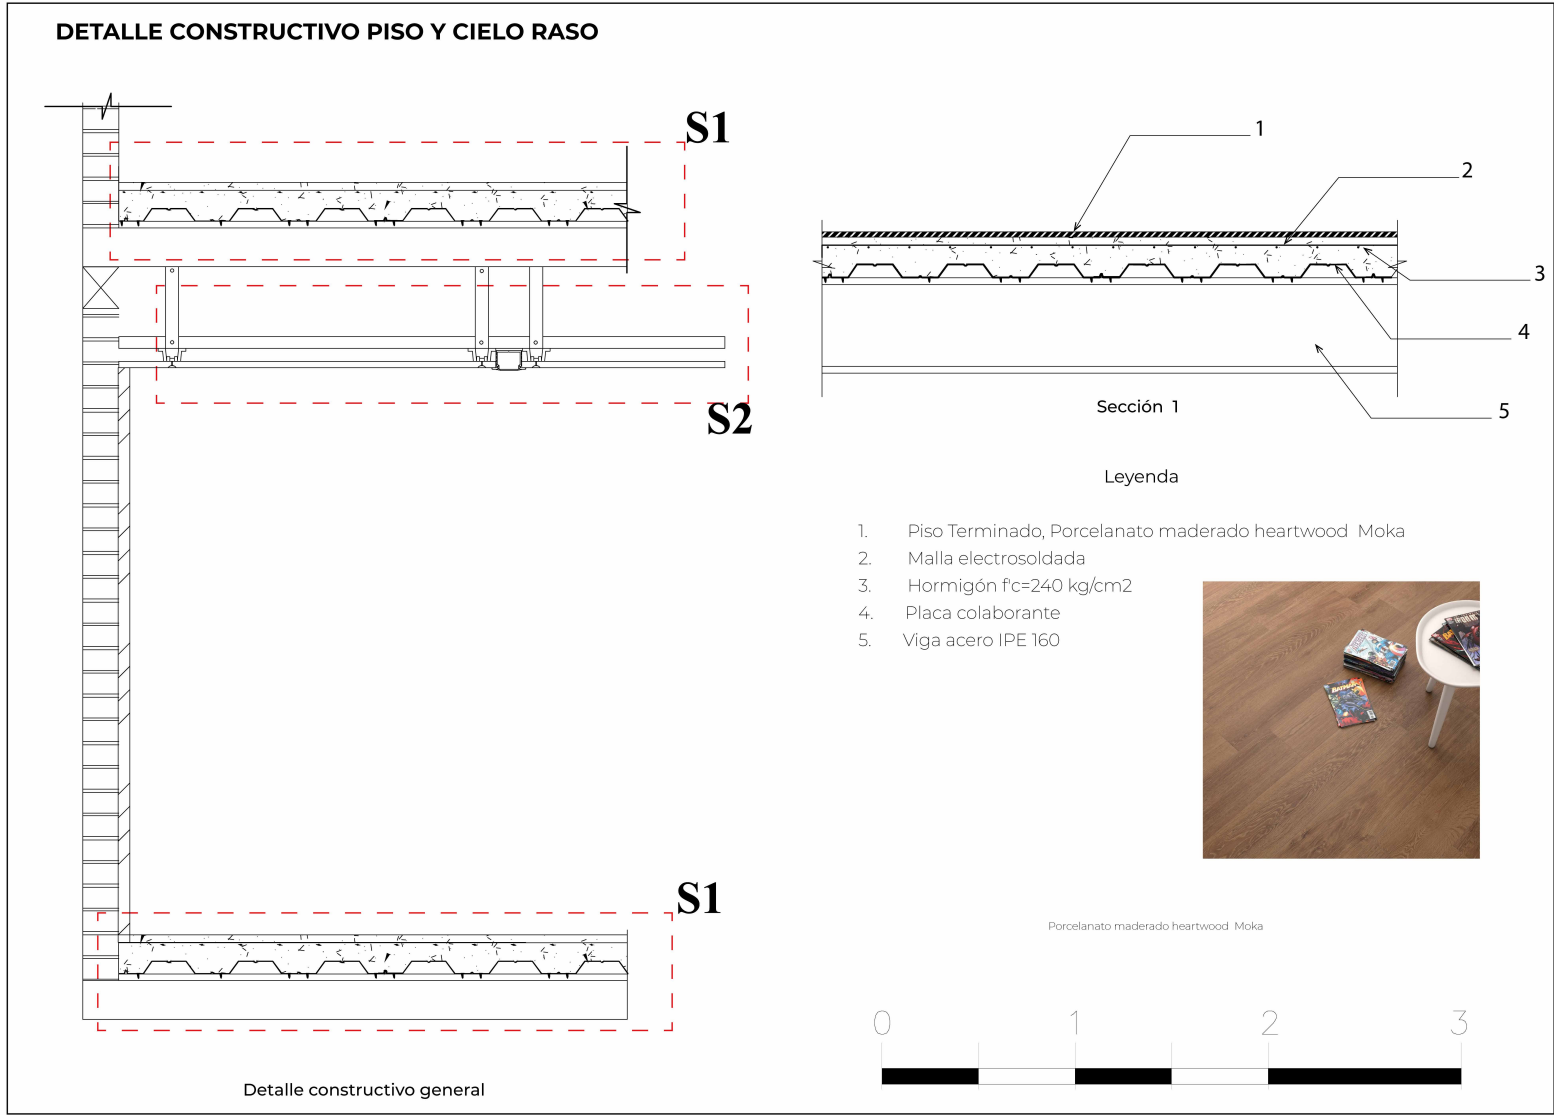 DETALLE CONSTRUCTIVO PISO Y CIELO RASO
S1
S2
S1
Detalle constructivo general
1
2
3
4
5
Sección 1
Leyenda
1. Piso Terminado, Porcelanato maderado heartwood Moka
2. Malla electrosoldada
3. Hormigón f'c=240 kg/cm2
4. Placa colaborante
5. Viga acero IPE 160
BATMAN
Porcelanato maderado heartwood Moka
0 1 2 3